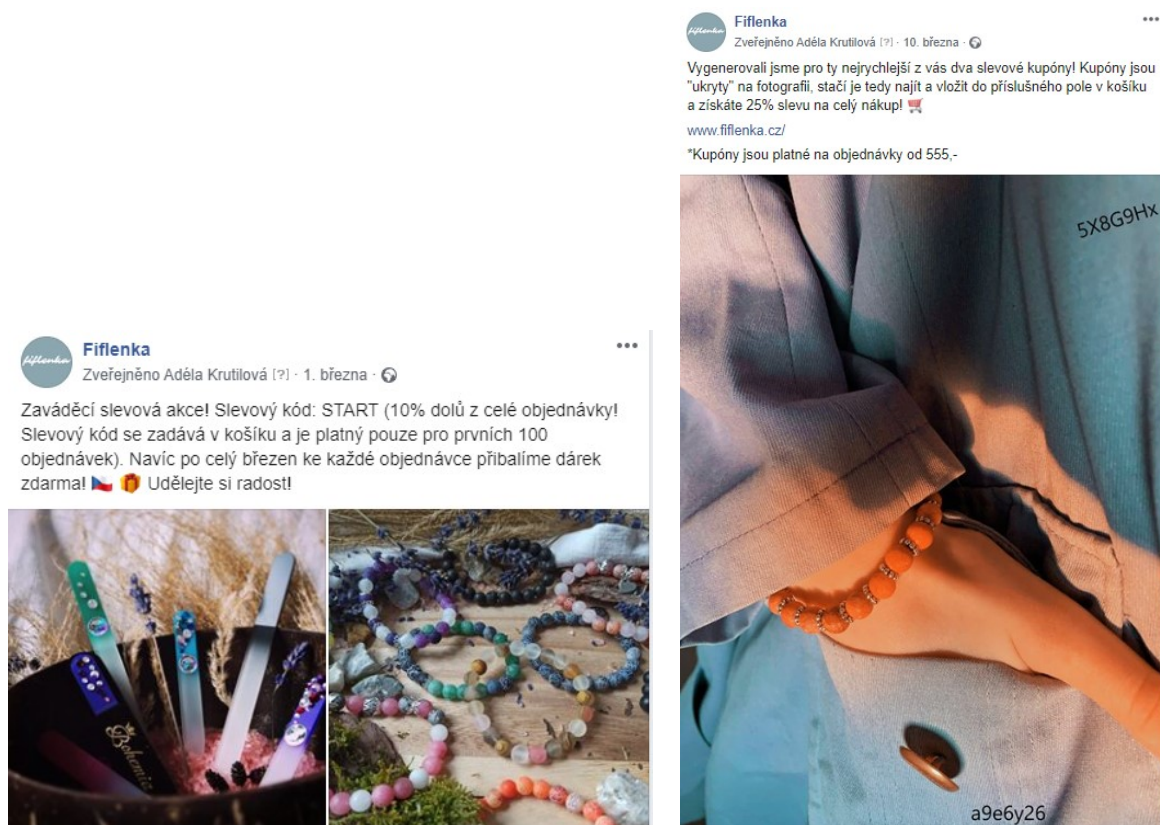 Fiflenka
Zveřejněno Adéla Krutilová [?] · 1. března ·
Zaváděcí slevová akce! Slevový kód: START (10% dolů z celé objednávky!
Slevový kód se zadává v košíku a je platný pouze pro prvních 100
objednávek). Navíc po celý březen ke každé objednávce přibalíme dárek
zdarma! 🇨🇿 🎁 Udělejte si radost!
fiflenka
Bohemia
Fiflenka
Zveřejněno Adéla Krutilová [?] · 10. března ·
Vygenerovali jsme pro ty nejrychlejší z vás dva slevové kupóny! Kupóny jsou
"ukryty" na fotografii, stačí je tedy najít a vložit do příslušného pole v košíku
a získáte 25% slevu na celý nákup! 🛒
www.fiflenka.cz/
*Kupóny jsou platné na objednávky od 555,-
fiflenka
5X8G9Hx
a9e6y26